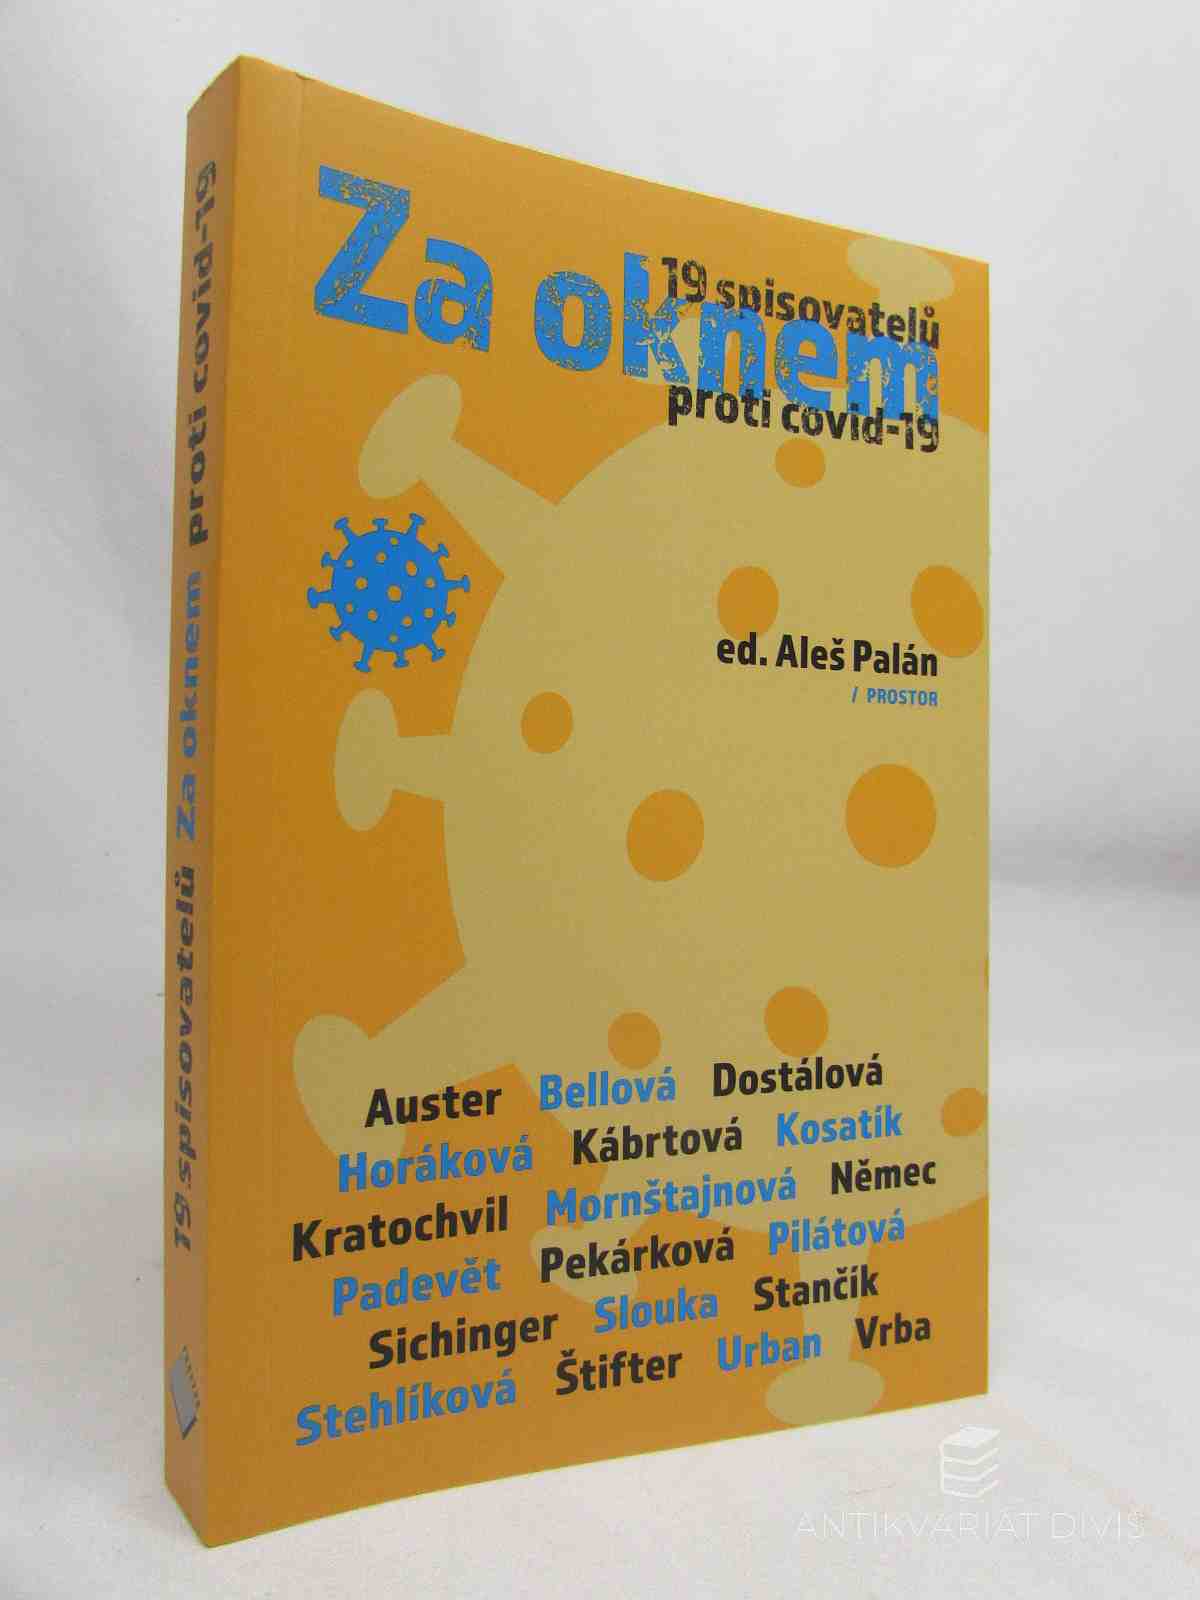 19 spisovatelů Za oknem proti covid-19
Za oknem
19 spisovatelů
proti covid-19
ed. Aleš Palán
/ PROSTOR
Auster Bellová Dostálová
Horáková Kábrtová Kosatík
Kratochvil Mornštajnová Němec
Padevět Pekárková Pilátová
Sichinger Slouka Stančík
Stehlíková Štifter Urban Vrba
ANTIKVARIAT DIVIŠ